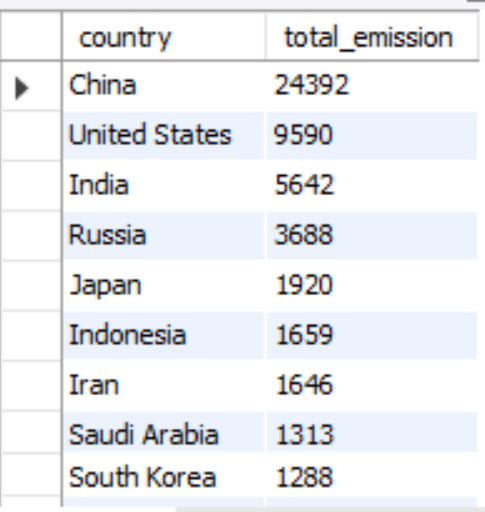 country total_emission
China 24392
United States 9590
India 5642
Russia 3688
Japan 1920
Indonesia 1659
Iran 1646
Saudi Arabia 1313
South Korea 1288